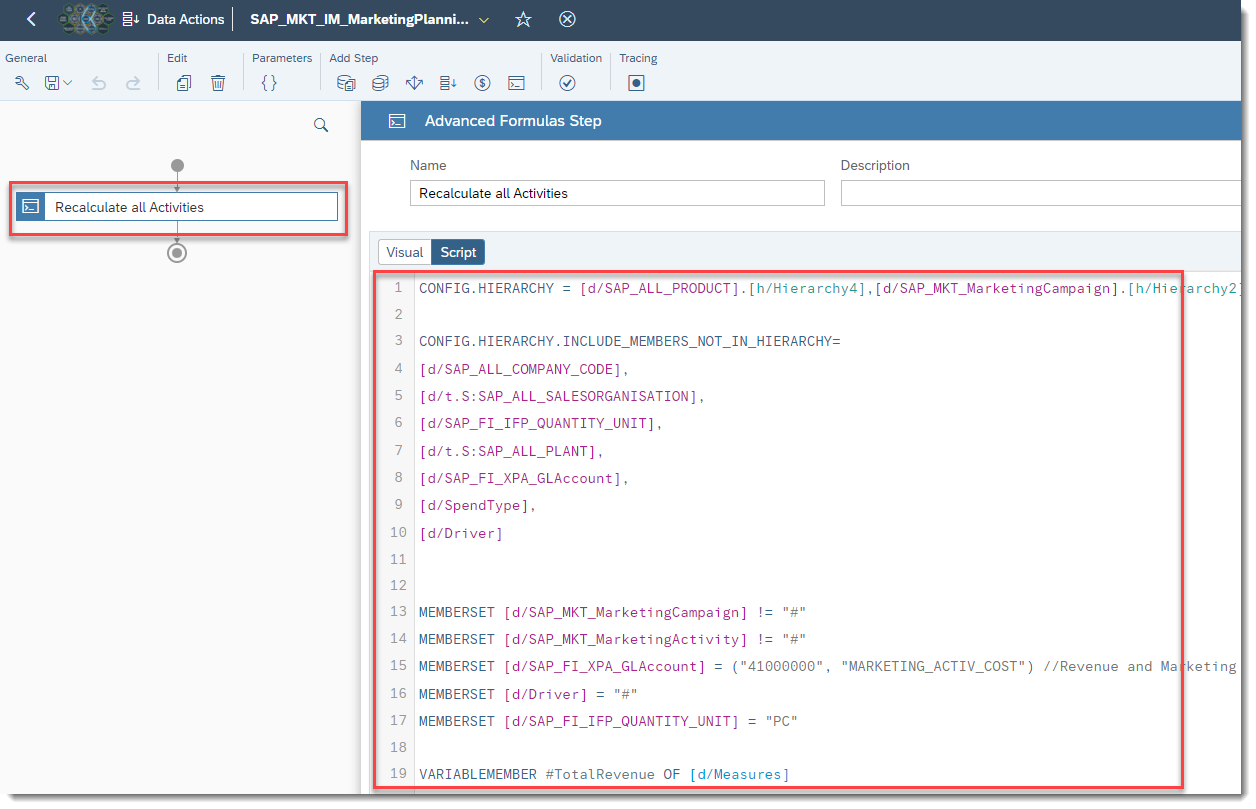 Data Actions SAP_MKT_IM_MarketingPlanni...
General Edit Parameters Add Step Validation Tracing
Advanced Formulas Step
Name Description
Recalculate all Activities
Recalculate all Activities
Visual Script
1 CONFIG.HIERARCHY = [d/SAP_ALL_PRODUCT].[h/Hierarchy4],[d/SAP_MKT_MarketingCampaign].[h/Hierarchy2]
2
3 CONFIG.HIERARCHY.INCLUDE_MEMBERS_NOT_IN_HIERARCHY=
4 [d/SAP_ALL_COMPANY_CODE],
5 [d/t.S:SAP_ALL_SALESORGANISATION],
6 [d/SAP_FI_IFP_QUANTITY_UNIT],
7 [d/t.S:SAP_ALL_PLANT],
8 [d/SAP_FI_XPA_GLAccount],
9 [d/SpendType],
10 [d/Driver]
11
12
13 MEMBERSET [d/SAP_MKT_MarketingCampaign] != "#"
14 MEMBERSET [d/SAP_MKT_MarketingActivity] != "#"
15 MEMBERSET [d/SAP_FI_XPA_GLAccount] = ("41000000", "MARKETING_ACTIV_COST") //Revenue and Marketing
16 MEMBERSET [d/Driver] = "#"
17 MEMBERSET [d/SAP_FI_IFP_QUANTITY_UNIT] = "PC"
18
19 VARIABLEMEMBER #TotalRevenue OF [d/Measures]